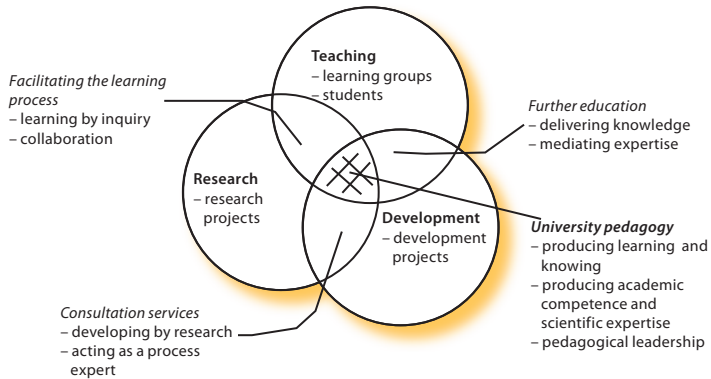 Teaching
– learning groups
– students
Facilitating the learning
process
– learning by inquiry
– collaboration
Further education
– delivering knowledge
– mediating expertise
Research
– research
projects
Development
– development
projects
University pedagogy
– producing learning and
knowing
– producing academic
competence and
scientific expertise
– pedagogical leadership
Consultation services
– developing by research
– acting as a process
expert